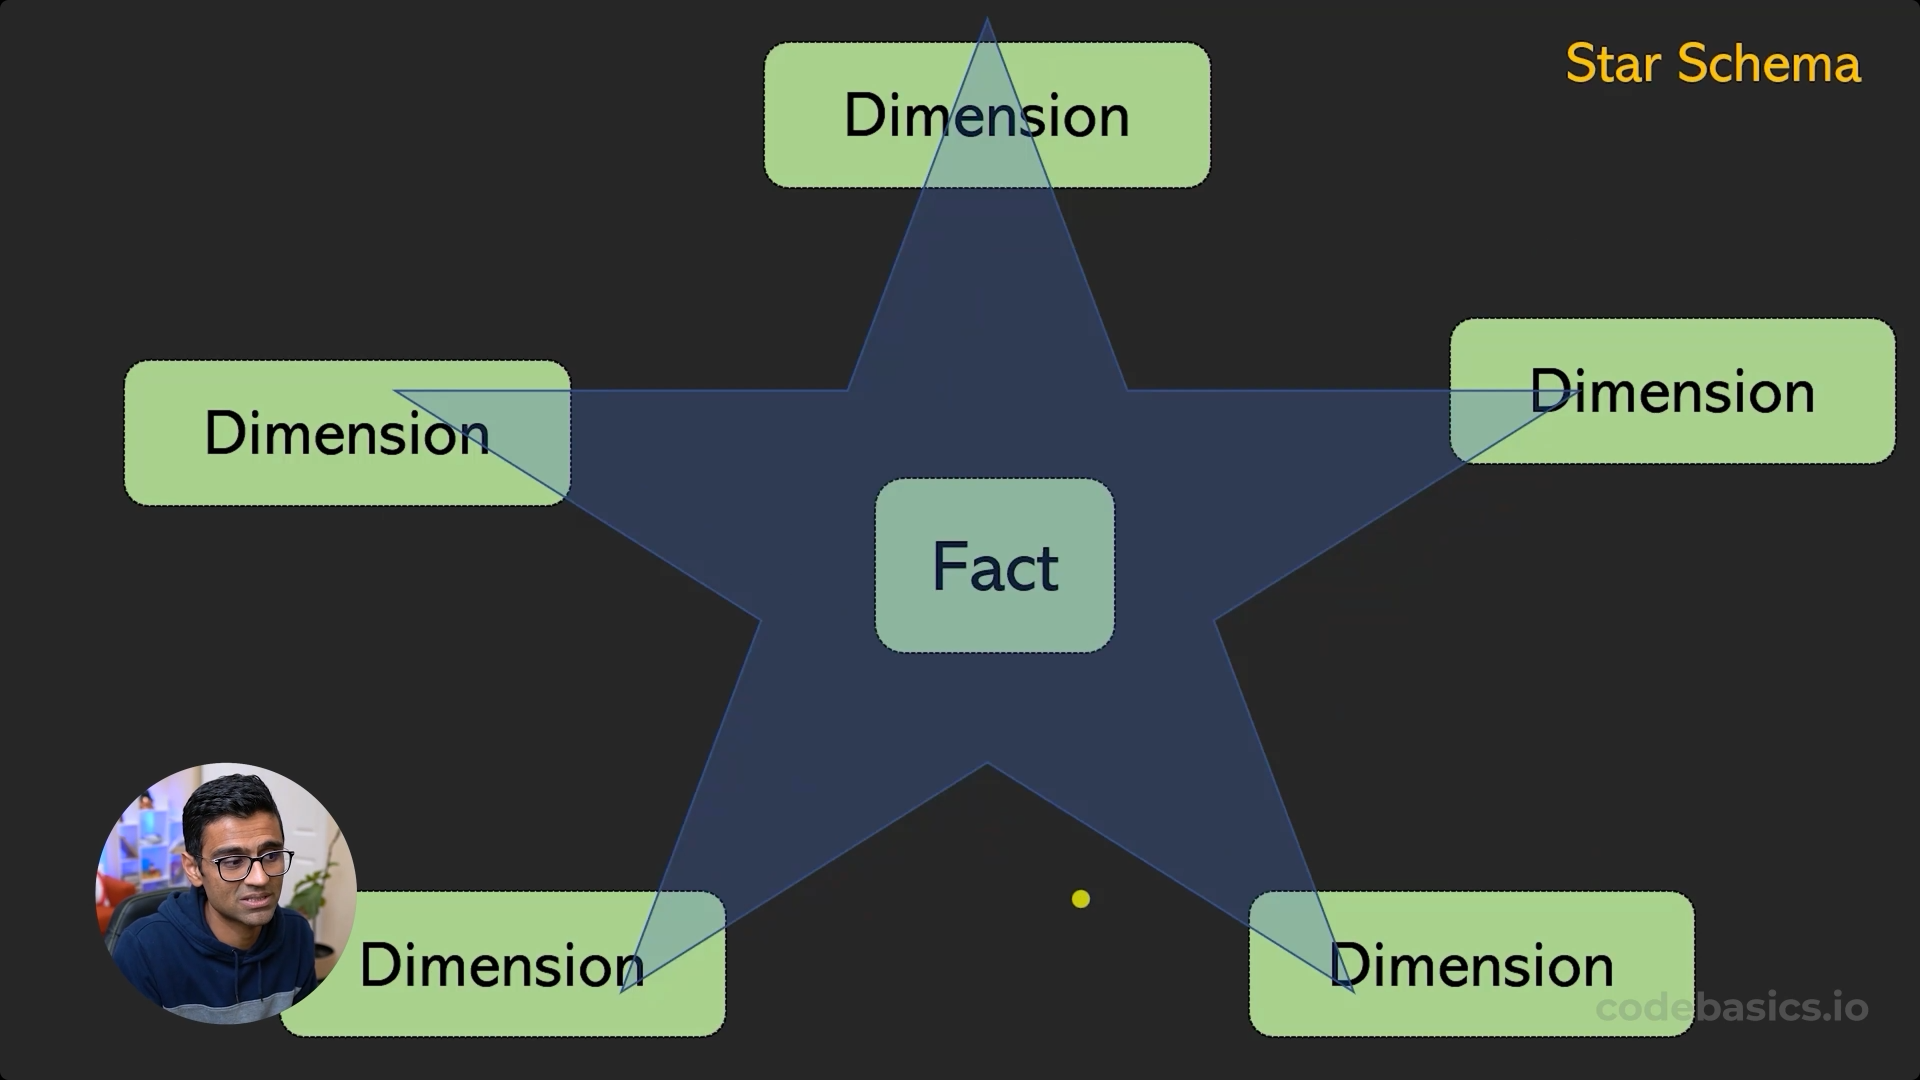 Star Schema
Dimension
Dimension
Dimension
Fact
Dimension
Dimension
codebasics.io